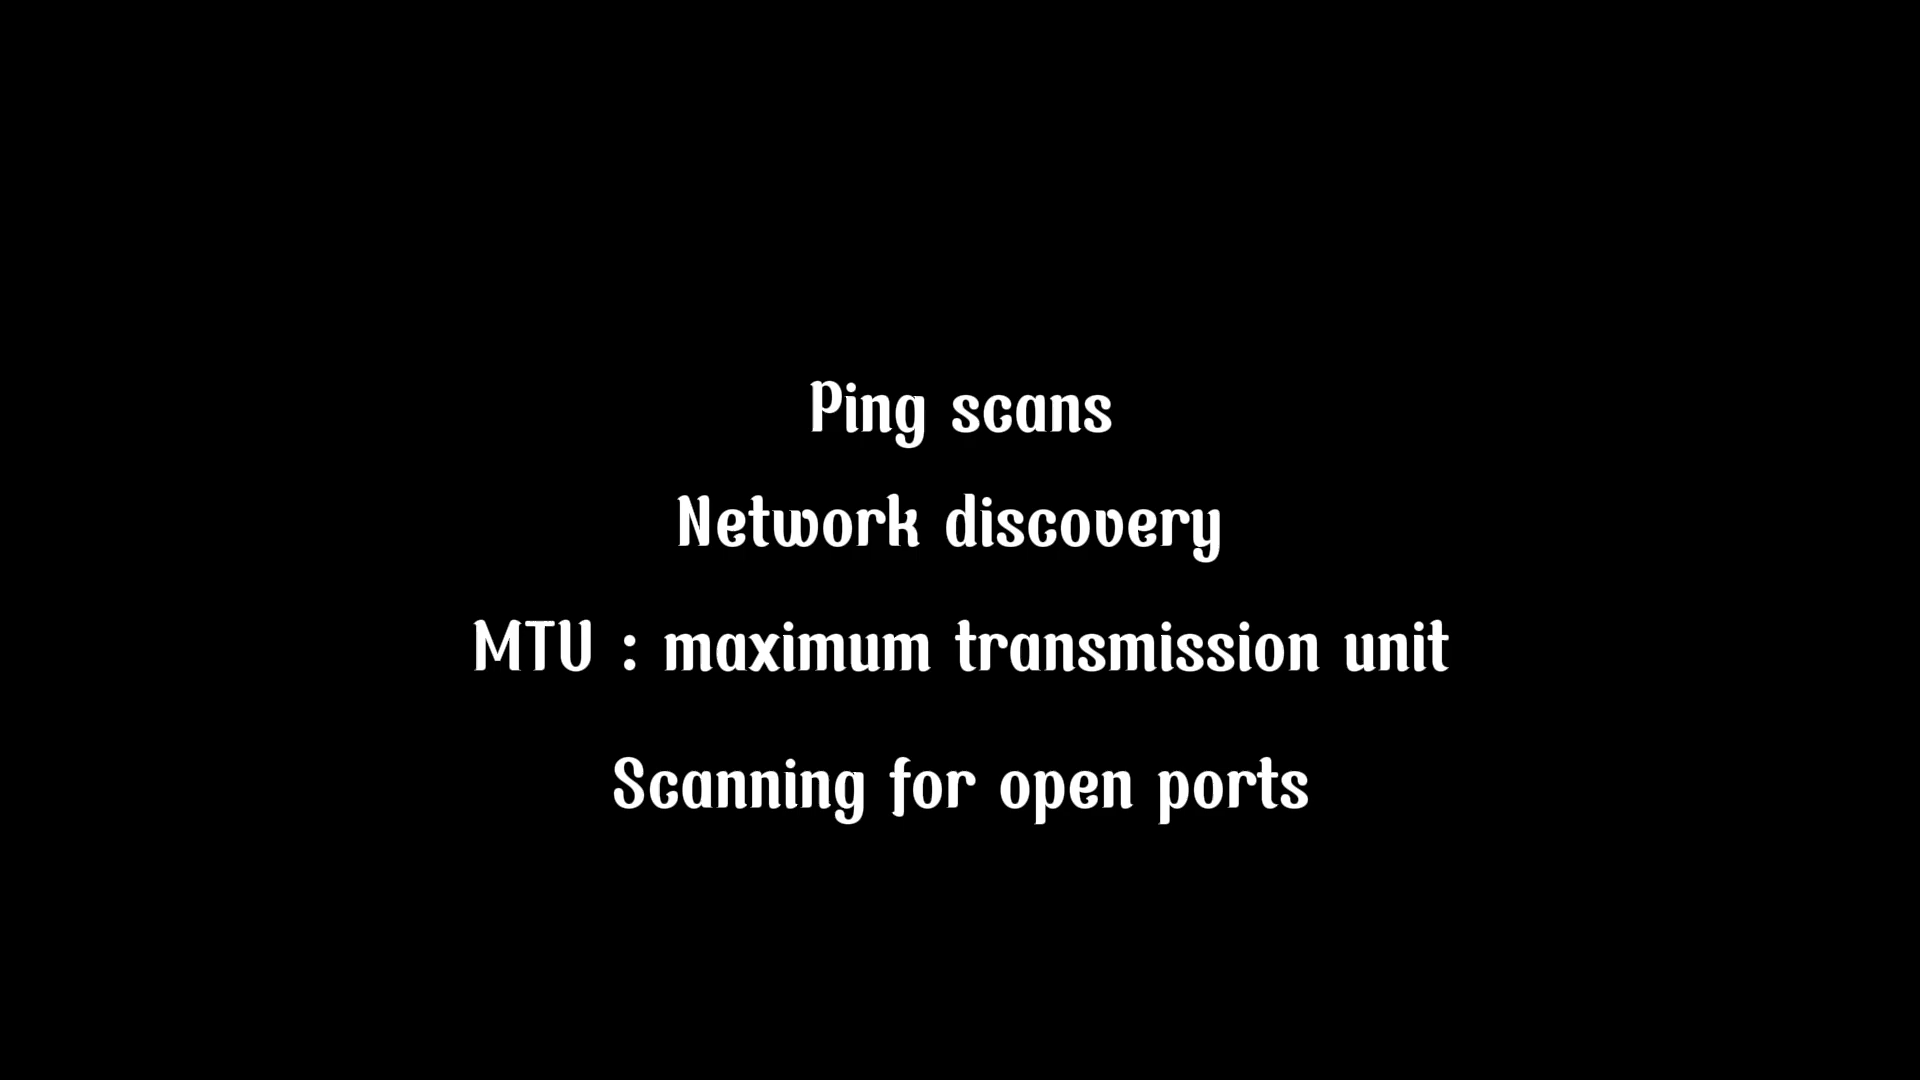 Ping scans
Network discovery
MTU : maximum transmission unit
Scanning for open ports